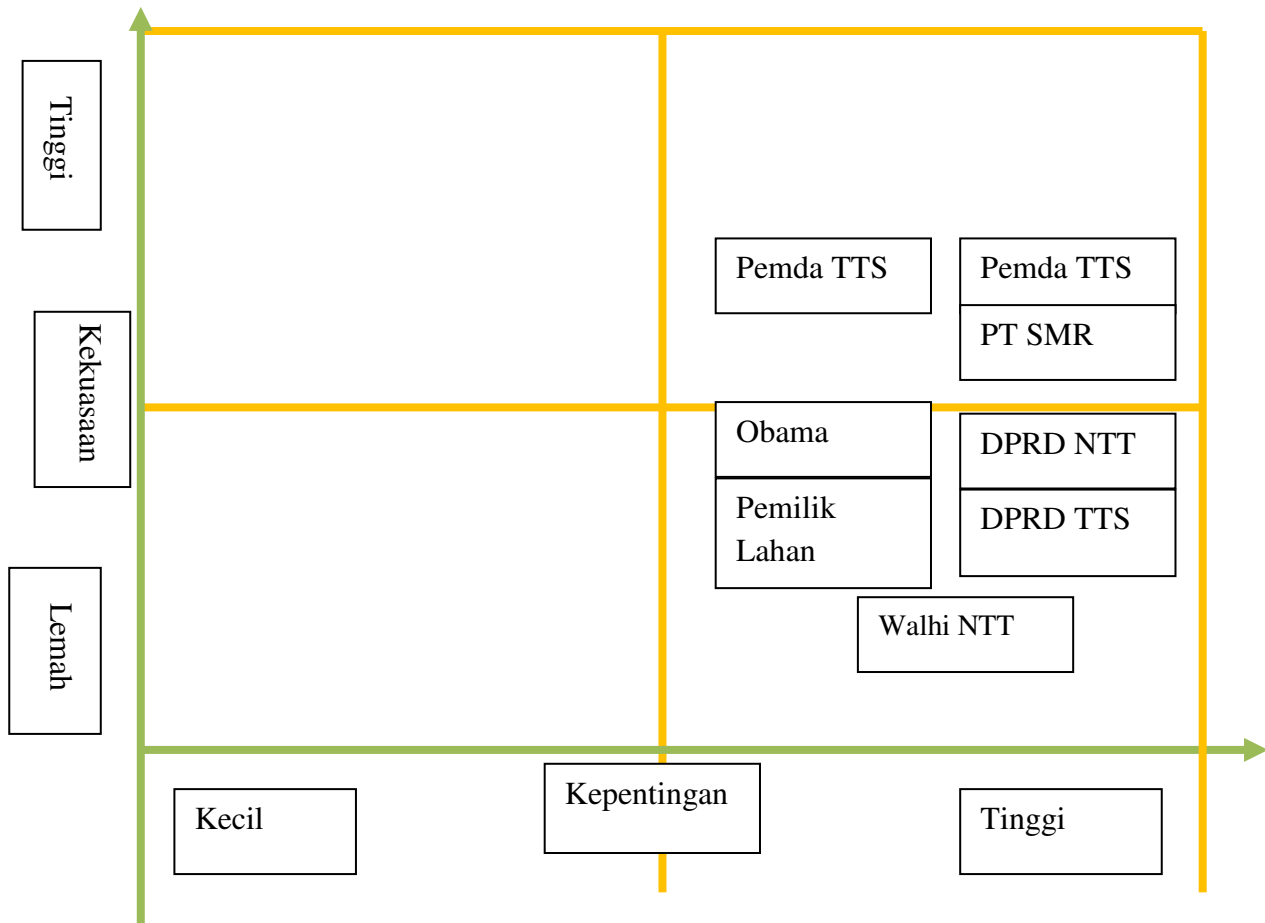 Tinggi
Pemda TTS
Pemda TTS
PT SMR
Kekuasaan
Obama
DPRD NTT
Pemilik
Lahan
DPRD TTS
Lemah
Walhi NTT
Kecil
Kepentingan
Tinggi